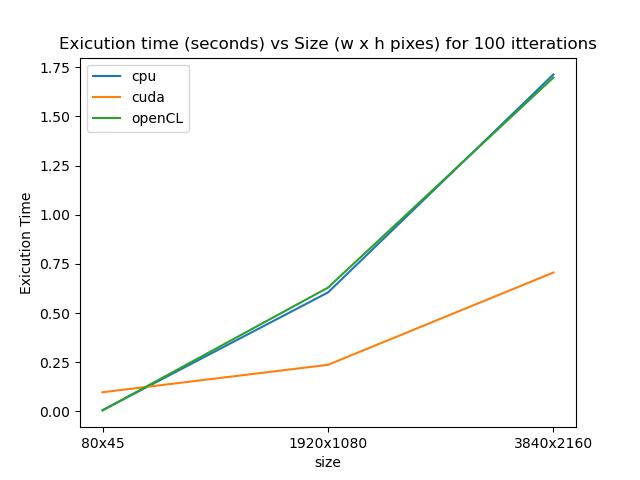 Exicution time (seconds) vs Size (w x h pixes) for 100 itterations
cpu
cuda
openCL
1.75
1.50
1.25
1.00
0.75
0.50
0.25
0.00
Exicution Time
80x45
1920x1080
3840x2160
size